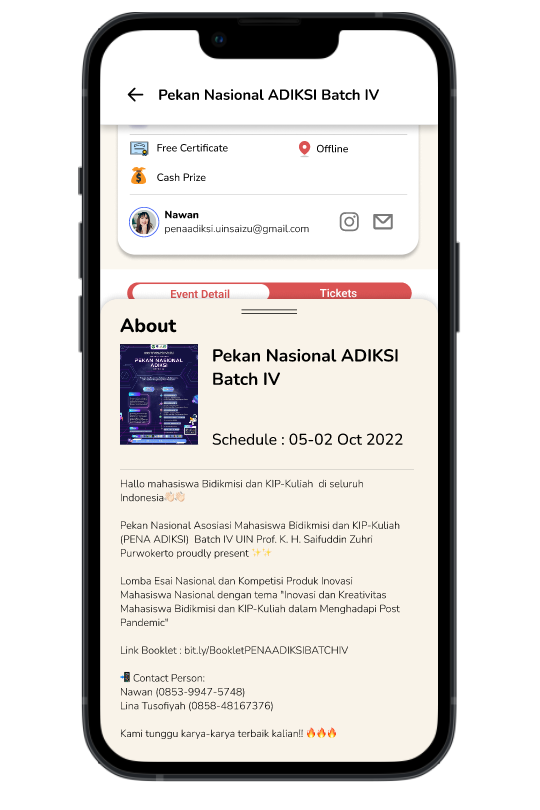 Pekan Nasional ADIKSI Batch IV
Free Certificate
Offline
Cash Prize
Nawan
penaadiksi.uinsaizu@gmail.com
Event Detail
Tickets
About
PEKAN NASIONAL
ADIKSI
Pekan Nasional ADIKSI
Batch IV
Schedule : 05-02 Oct 2022
Hallo mahasiswa Bidikmisi dan KIP-Kuliah di seluruh
Indonesia👋🏻👋🏻
Pekan Nasional Asosiasi Mahasiswa Bidikmisi dan KIP-Kuliah
(PENA ADIKSI) Batch IV UIN Prof. K. H. Saifuddin Zuhri
Purwokerto proudly present ✨✨
Lomba Esai Nasional dan Kompetisi Produk Inovasi
Mahasiswa Nasional dengan tema "Inovasi dan Kreativitas
Mahasiswa Bidikmisi dan KIP-Kuliah dalam Menghadapi Post
Pandemic"
Link Booklet : bit.ly/BookletPENAADIKSIBATCHIV
📲 Contact Person:
Nawan (0853-9947-5748)
Lina Tusofiyah (0858-48167376)
Kami tunggu karya-karya terbaik kalian!! 🔥🔥🔥